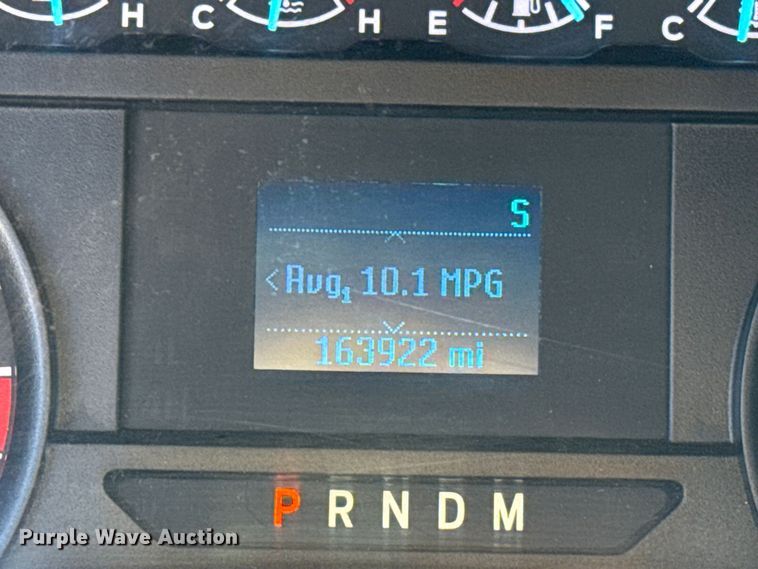 H C H E F C
S
<Avg1 10.1 MPG
163922 mi
P R N D M
Purple Wave Auction